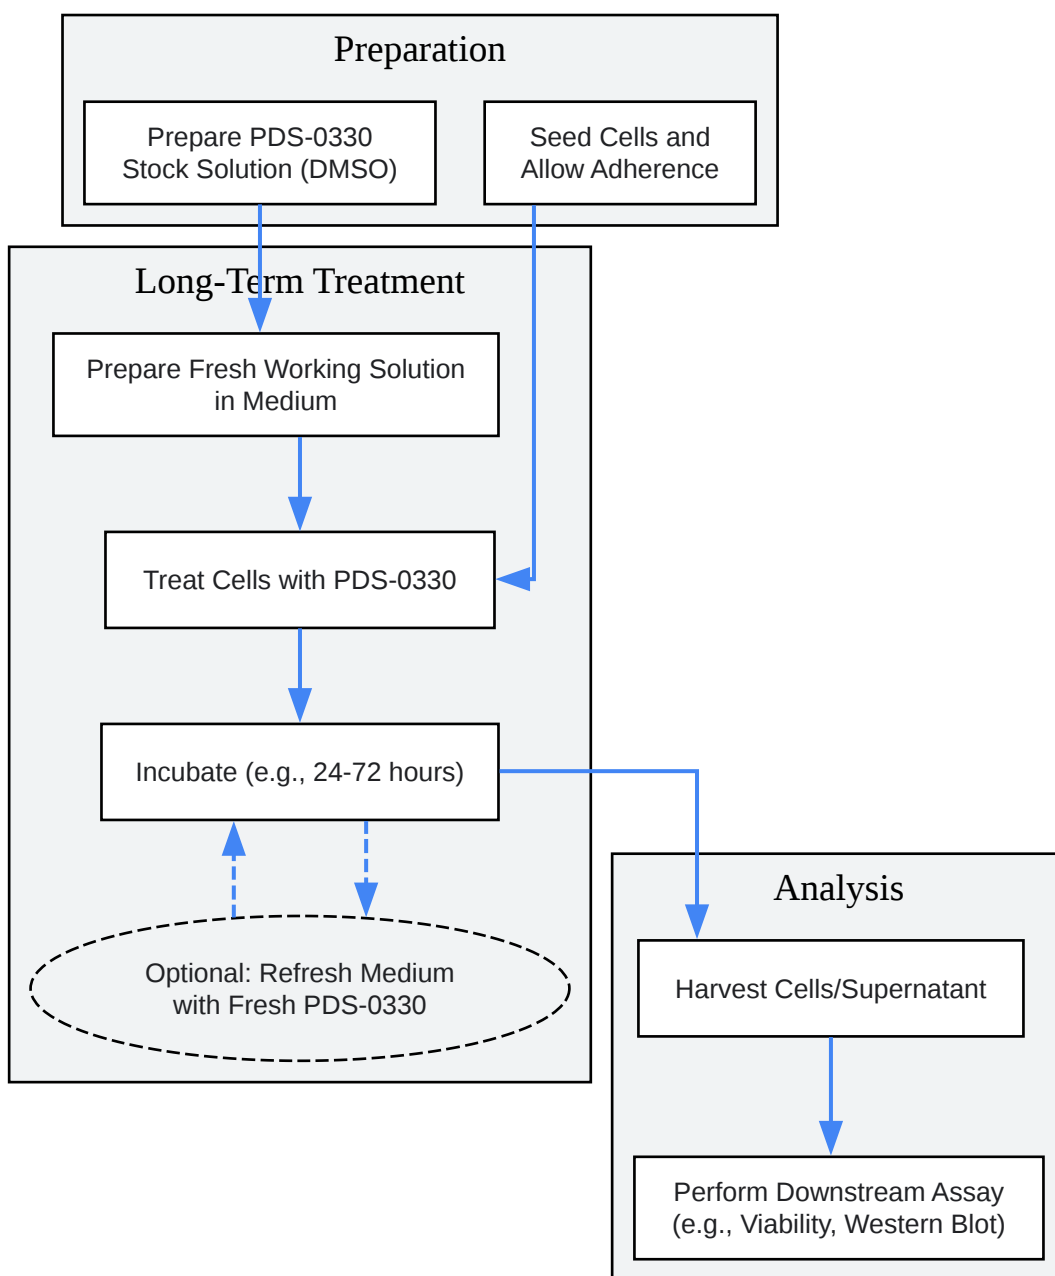 Preparation
Prepare PDS-0330
Stock Solution (DMSO)
Seed Cells and
Allow Adherence
Long-Term Treatment
Prepare Fresh Working Solution
in Medium
Treat Cells with PDS-0330
Incubate (e.g., 24-72 hours)
Optional: Refresh Medium
with Fresh PDS-0330
Analysis
Harvest Cells/Supernatant
Perform Downstream Assay
(e.g., Viability, Western Blot)